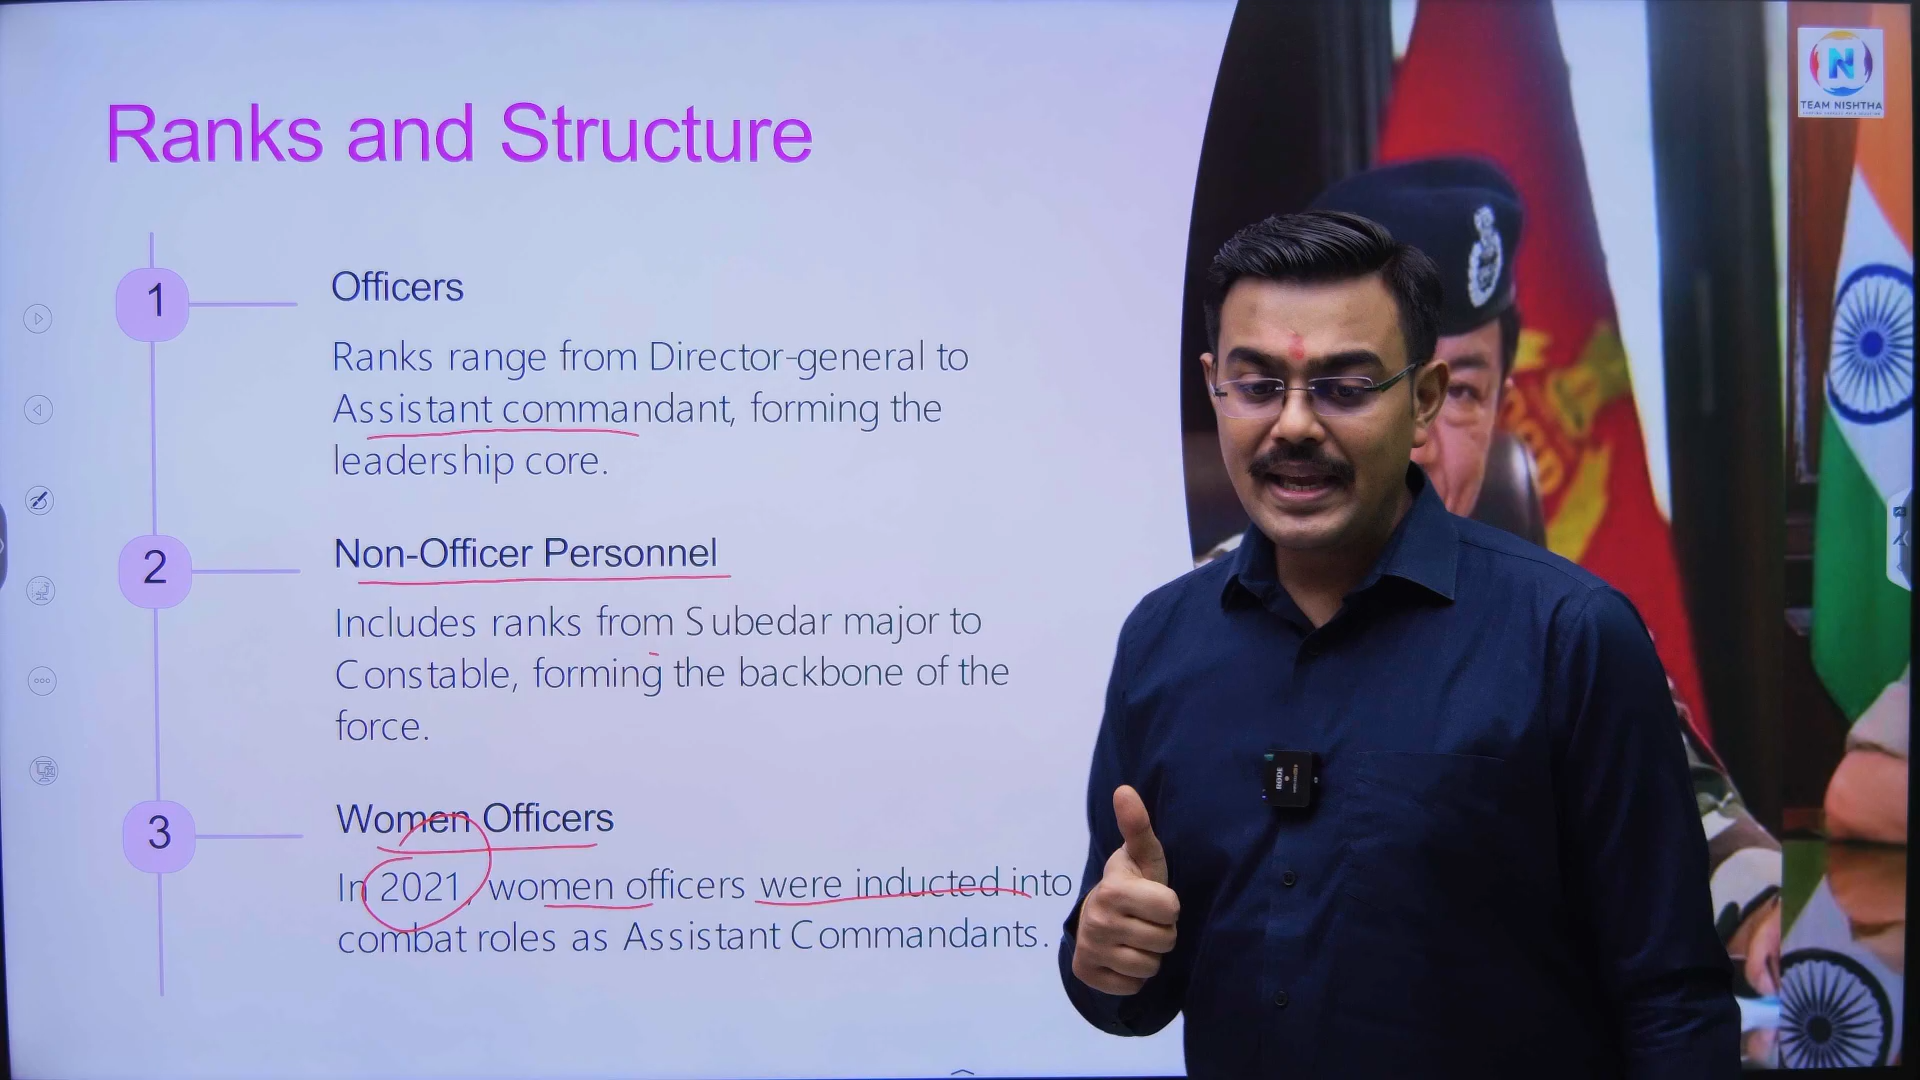 Ranks and Structure
1
Officers
Ranks range from Director-general to
Assistant commandant, forming the
leadership core.
2
Non-Officer Personnel
Includes ranks from Subedar major to
Constable, forming the backbone of the
force.
3
Women Officers
In 2021, women officers were inducted into
combat roles as Assistant Commandants.
N
TEAM NISHTHA
RØDE